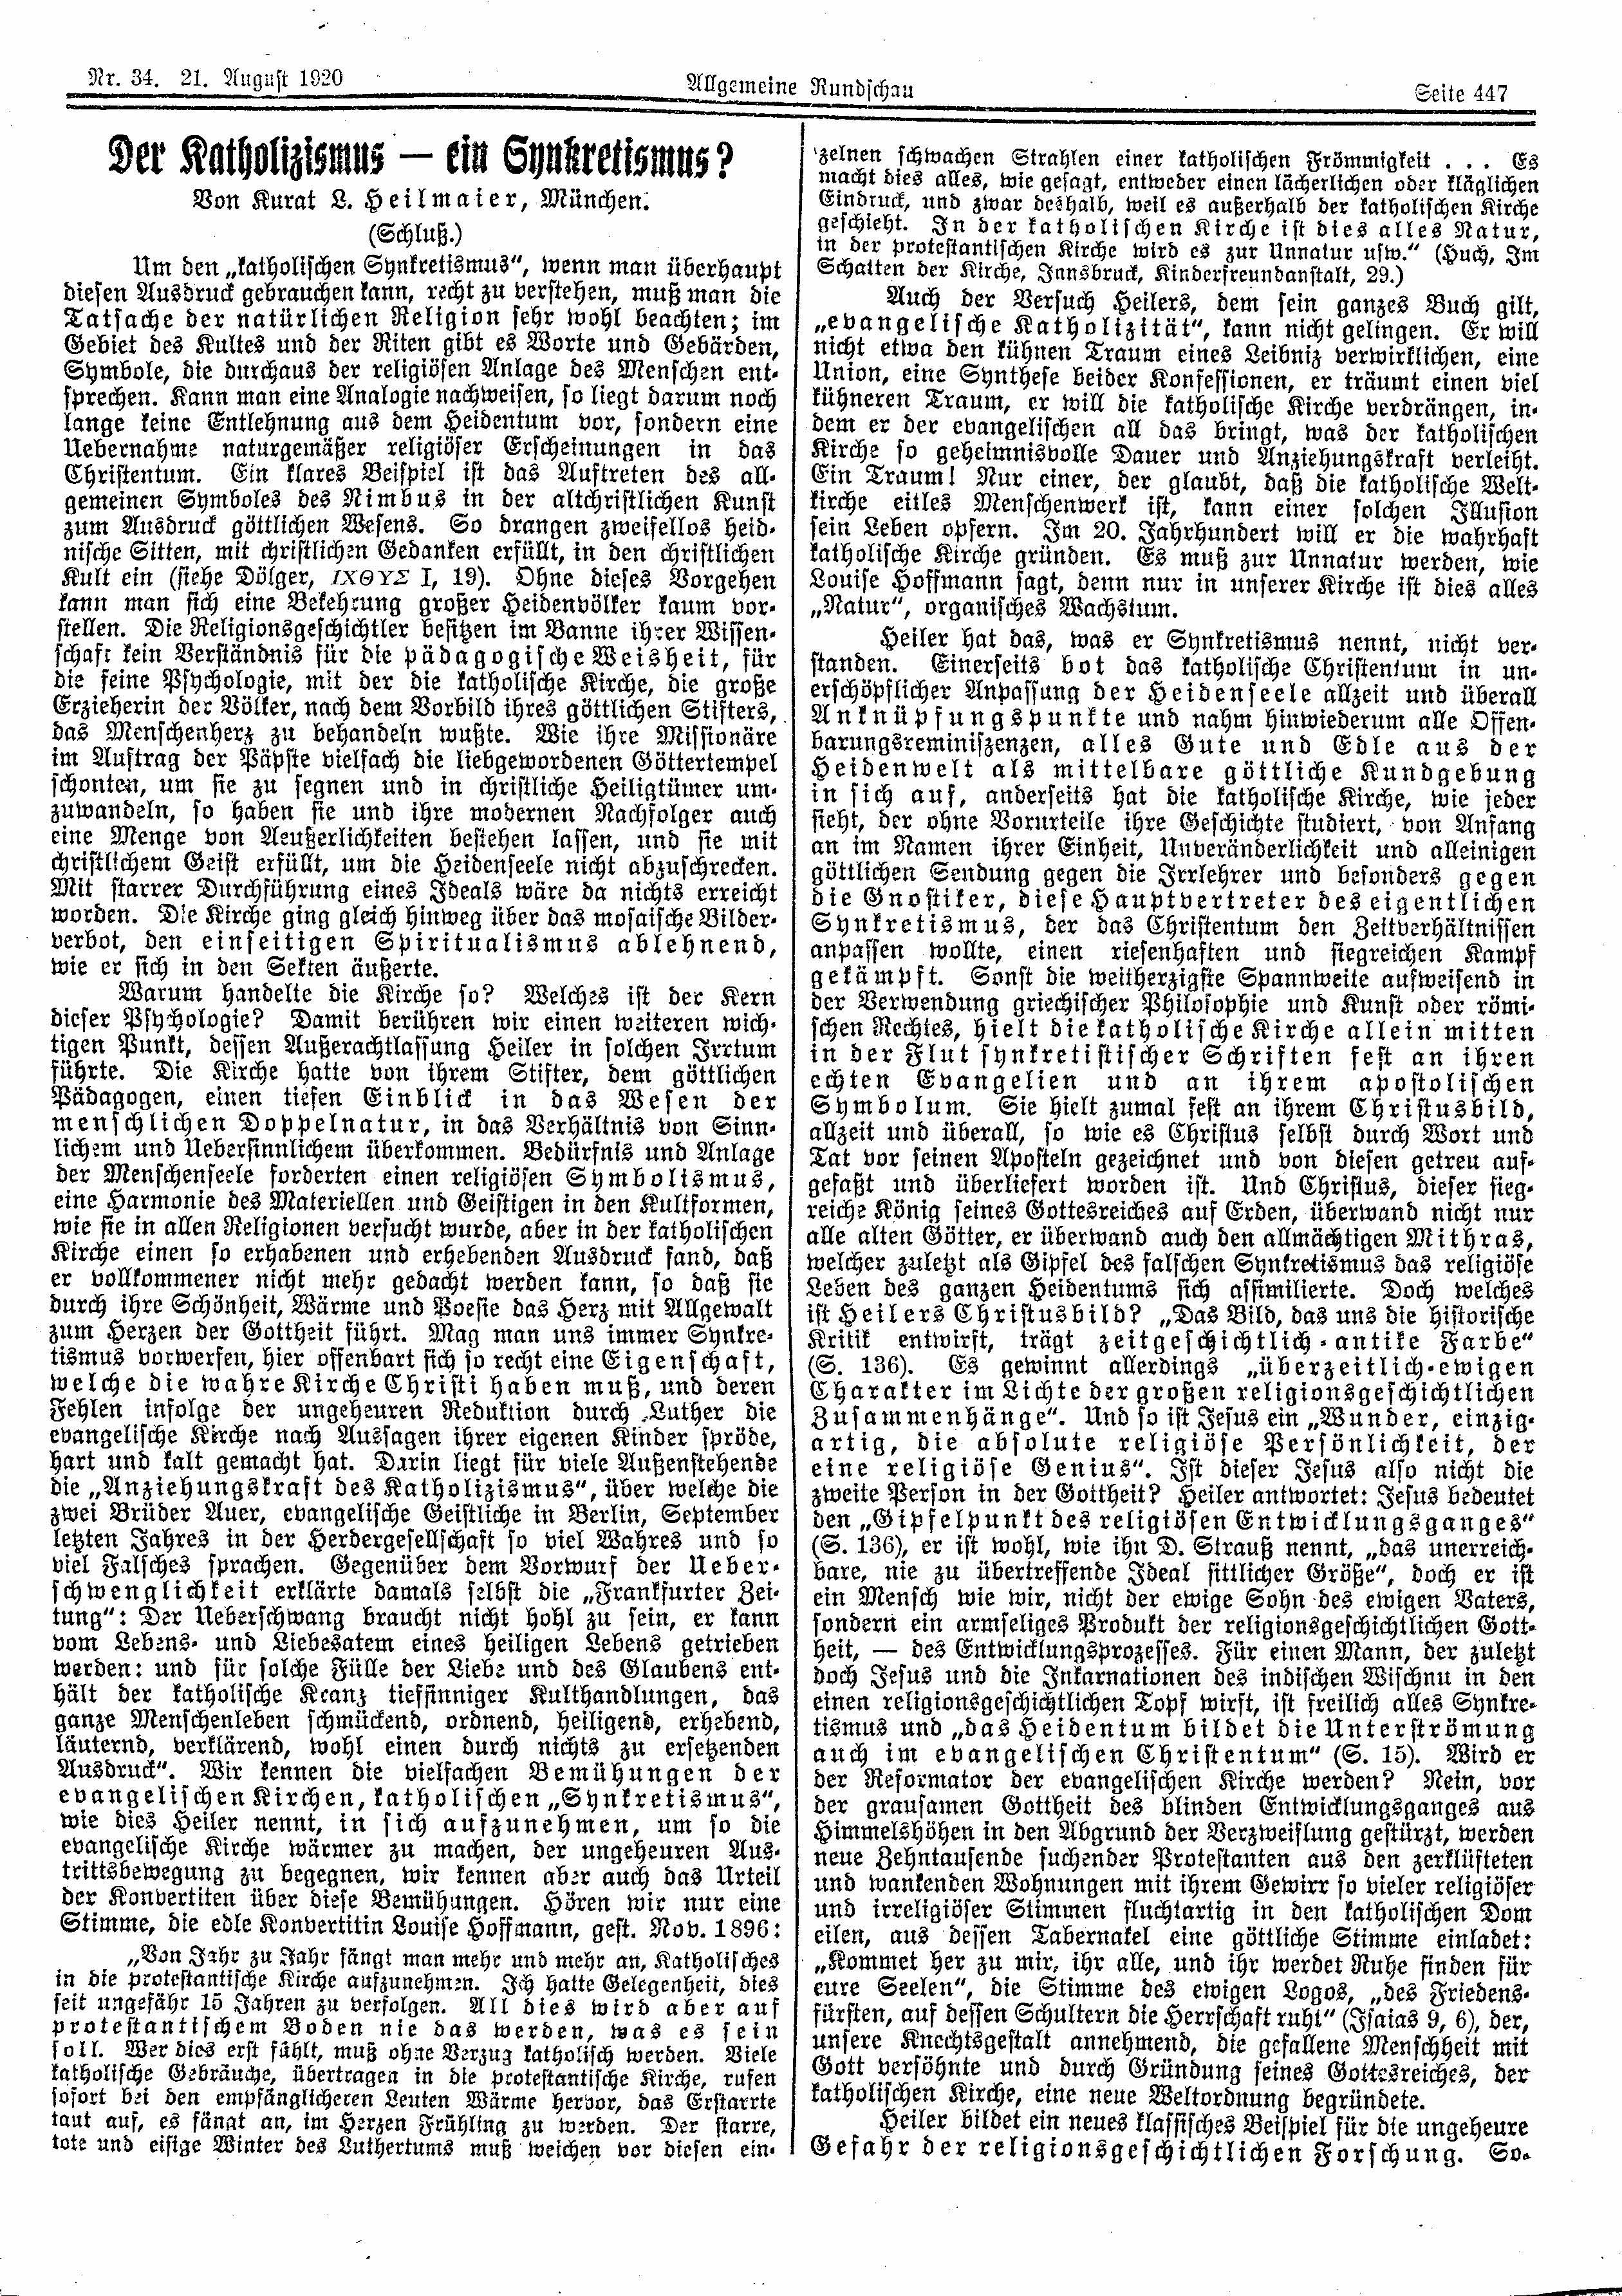 Nr. 34. 21. August 1920
Allgemeine Rundschau
Seite 447
Der Katholizismus — ein Synkretismus?
Von Kurat L. Heilmaier, München.
(Schluß.)
Um den „katholischen Synkretismus“, wenn man überhaupt
diesen Ausdruck gebrauchen kann, recht zu verstehen, muß man die
Tatsache der natürlichen Religion sehr wohl beachten; im
Gebiet des Kultes und der Riten gibt es Worte und Gebärden,
Symbole, die durchaus der religiösen Anlage des Menschen ent-
sprechen. Kann man eine Analogie nachweisen, so liegt darum noch
lange keine Entlehnung aus dem Heidentum vor, sondern eine
Uebernahme naturgemäßer religiöser Erscheinungen in das
Christentum. Ein klares Beispiel ist das Auftreten des all-
gemeinen Symboles des Nimbus in der altchristlichen Kunst
zum Ausdruck göttlichen Wesens. So drangen zweifellos heid-
nische Sitten, mit christlichen Gedanken erfüllt, in den christlichen
Kult ein (siehe Dölger, ΙΧΘΥΣ I, 19). Ohne dieses Vorgehen
kann man sich eine Bekehrung großer Heidenvölker kaum vor-
stellen. Die Religionsgeschichtler besitzen im Banne ihrer Wissen-
schaft kein Verständnis für die pädagogische Weisheit, für
die feine Psychologie, mit der die katholische Kirche, die große
Erzieherin der Völker, nach dem Vorbild ihres göttlichen Stifters,
das Menschenherz zu behandeln wußte. Wie ihre Missionäre
im Auftrag der Päpste vielfach die liebgewordenen Göttertempel
schonten, um sie zu segnen und in christliche Heiligtümer um-
zuwandeln, so haben sie und ihre modernen Nachfolger auch
eine Menge von Aeußerlichkeiten bestehen lassen, und sie mit
christlichem Geist erfüllt, um die Heidenseele nicht abzuschrecken.
Mit starrer Durchführung eines Ideals wäre da nichts erreicht
worden. Die Kirche ging gleich hinweg über das mosaische Bilder-
verbot, den einseitigen Spiritualismus ablehnend,
wie er sich in den Sekten äußerte.
Warum handelte die Kirche so? Welches ist der Kern
dieser Psychologie? Damit berühren wir einen weiteren wich-
tigen Punkt, dessen Außerachtlassung Heiler in solchen Irrtum
führte. Die Kirche hatte von ihrem Stifter, dem göttlichen
Pädagogen, einen tiefen Einblick in das Wesen der
menschlichen Doppelnatur, in das Verhältnis von Sinn-
lichem und Uebersinnlichem überkommen. Bedürfnis und Anlage
der Menschenseele forderten einen religiösen Symbolismus,
eine Harmonie des Materiellen und Geistigen in den Kultformen,
wie sie in allen Religionen versucht wurde, aber in der katholischen
Kirche einen so erhabenen und erhebenden Ausdruck fand, daß
er vollkommener nicht mehr gedacht werden kann, so daß sie
durch ihre Schönheit, Wärme und Poesie das Herz mit Allgewalt
zum Herzen der Gottheit führt. Mag man uns immer Synkre-
tismus vorwerfen, hier offenbart sich so recht eine Eigenschaft,
welche die wahre Kirche Christi haben muß, und deren
Fehlen infolge der ungeheuren Reduktion durch Luther die
evangelische Kirche nach Aussagen ihrer eigenen Kinder spröde,
hart und kalt gemacht hat. Darin liegt für viele Außenstehende
die „Anziehungskraft des Katholizismus“, über welche die
zwei Brüder Auer, evangelische Geistliche in Berlin, September
letzten Jahres in der Herdergesellschaft so viel Wahres und so
viel Falsches sprachen. Gegenüber dem Vorwurf der Ueber-
schwenglichkeit erklärte damals selbst die „Frankfurter Zei-
tung“: Der Ueberschwang braucht nicht hohl zu sein, er kann
vom Lebens- und Liebesatem eines heiligen Lebens getrieben
werden: und für solche Fülle der Liebe und des Glaubens ent-
hält der katholische Kranz tiefsinniger Kulthandlungen, das
ganze Menschenleben schmückend, ordnend, heiligend, erhebend,
läuternd, verklärend, wohl einen durch nichts zu ersetzenden
Ausdruck“. Wir kennen die vielfachen Bemühungen der
evangelischen Kirchen, katholischen „Synkretismus“,
wie dies Heiler nennt, in sich aufzunehmen, um so die
evangelische Kirche wärmer zu machen, der ungeheuren Aus-
trittsbewegung zu begegnen, wir kennen aber auch das Urteil
der Konvertiten über diese Bemühungen. Hören wir nur eine
Stimme, die edle Konvertitin Louise Hoffmann, gest. Nov. 1896:
„Von Jahr zu Jahr fängt man mehr und mehr an, Katholisches
in die protestantische Kirche aufzunehmen. Ich hatte Gelegenheit, dies
seit ungefähr 15 Jahren zu verfolgen. All dies wird aber auf
protestantischem Boden nie das werden, was es sein
soll. Wer dies erst fühlt, muß ohne Verzug katholisch werden. Viele
katholische Gebräuche, übertragen in die protestantische Kirche, rufen
sofort bei den empfänglicheren Leuten Wärme hervor, das Erstarrte
taut auf, es fängt an, im Herzen Frühling zu werden. Der starre,
tote und eisige Winter des Luthertums muß weichen vor diesen ein-
zelnen schwachen Strahlen einer katholischen Frömmigkeit . . . Es
macht dies alles, wie gesagt, entweder einen lächerlichen oder kläglichen
Eindruck, und zwar deshalb, weil es außerhalb der katholischen Kirche
geschieht. In der katholischen Kirche ist dies alles Natur,
in der protestantischen Kirche wird es zur Unnatur usw.“ (Huch, Im
Schatten der Kirche, Innsbruck, Kinderfreundanstalt, 29.)
Auch der Versuch Heilers, dem sein ganzes Buch gilt,
„evangelische Katholizität“, kann nicht gelingen. Er will
nicht etwa den kühnen Traum eines Leibniz verwirklichen, eine
Union, eine Synthese beider Konfessionen, er träumt einen viel
kühneren Traum, er will die katholische Kirche verdrängen, in-
dem er der evangelischen all das bringt, was der katholischen
Kirche so geheimnisvolle Dauer und Anziehungskraft verleiht.
Ein Traum! Nur einer, der glaubt, daß die katholische Welt-
kirche eitles Menschenwerk ist, kann einer solchen Illusion
sein Leben opfern. Im 20. Jahrhundert will er die wahrhaft
katholische Kirche gründen. Es muß zur Unnatur werden, wie
Louise Hoffmann sagt, denn nur in unserer Kirche ist dies alles
„Natur“, organisches Wachstum.
Heiler hat das, was er Synkretismus nennt, nicht ver-
standen. Einerseits bot das katholische Christentum in un-
erschöpflicher Anpassung der Heidenseele allzeit und überall
Anknüpfungspunkte und nahm hinwiederum alle Offen-
barungsreminiszenzen, alles Gute und Edle aus der
Heidenwelt als mittelbare göttliche Kundgebung
in sich auf, anderseits hat die katholische Kirche, wie jeder
sieht, der ohne Vorurteile ihre Geschichte studiert, von Anfang
an im Namen ihrer Einheit, Unveränderlichkeit und alleinigen
göttlichen Sendung gegen die Irrlehrer und besonders gegen
die Gnostiker, diese Hauptvertreter des eigentlichen
Synkretismus, der das Christentum den Zeitverhältnissen
anpassen wollte, einen riesenhaften und siegreichen Kampf
gekämpft. Sonst die weitherzigste Spannweite aufweisend in
der Verwendung griechischer Philosophie und Kunst oder römi-
schen Rechtes, hielt die katholische Kirche allein mitten
in der Flut synkretistischer Schriften fest an ihren
echten Evangelien und an ihrem apostolischen
Symbolum. Sie hielt zumal fest an ihrem Christusbild,
allzeit und überall, so wie es Christus selbst durch Wort und
Tat vor seinen Aposteln gezeichnet und von diesen getreu auf-
gefaßt und überliefert worden ist. Und Christus, dieser sieg-
reiche König seines Gottesreiches auf Erden, überwand nicht nur
alle alten Götter, er überwand auch den allmächtigen Mithras,
welcher zuletzt als Gipfel des falschen Synkretismus das religiöse
Leben des ganzen Heidentums sich assimilierte. Doch welches
ist Heilers Christusbild? „Das Bild, das uns die historische
Kritik entwirft, trägt zeitgeschichtlich-antike Farbe“
(S. 136). Es gewinnt allerdings „überzeitlich-ewigen
Charakter im Lichte der großen religionsgeschichtlichen
Zusammenhänge“. Und so ist Jesus ein „Wunder, einzig-
artig, die absolute religiöse Persönlichkeit, der
eine religiöse Genius“. Ist dieser Jesus also nicht die
zweite Person in der Gottheit? Heiler antwortet: Jesus bedeutet
den „Gipfelpunkt des religiösen Entwicklungsganges“
(S. 136), er ist wohl, wie ihn D. Strauß nennt, „das unerreich-
bare, nie zu übertreffende Ideal sittlicher Größe“, doch er ist
ein Mensch wie wir, nicht der ewige Sohn des ewigen Vaters,
sondern ein armseliges Produkt der religionsgeschichtlichen Gott-
heit, — des Entwicklungsprozesses. Für einen Mann, der zuletzt
doch Jesus und die Inkarnationen des indischen Wischnu in den
einen religionsgeschichtlichen Topf wirft, ist freilich alles Synkre-
tismus und „das Heidentum bildet die Unterströmung
auch im evangelischen Christentum“ (S. 15). Wird er
der Reformator der evangelischen Kirche werden? Nein, vor
der grausamen Gottheit des blinden Entwicklungsganges aus
Himmelshöhen in den Abgrund der Verzweiflung gestürzt, werden
neue Zehntausende suchender Protestanten aus den zerklüfteten
und wankenden Wohnungen mit ihrem Gewirr so vieler religiöser
und irreligiöser Stimmen fluchtartig in den katholischen Dom
eilen, aus dessen Tabernakel eine göttliche Stimme einladet:
„Kommet her zu mir, ihr alle, und ihr werdet Ruhe finden für
eure Seelen“, die Stimme des ewigen Logos, „des Friedens-
fürsten, auf dessen Schultern die Herrschaft ruht“ (Isaias 9, 6), der,
unsere Knechtsgestalt annehmend, die gefallene Menschheit mit
Gott versöhnte und durch Gründung seines Gottesreiches, der
katholischen Kirche, eine neue Weltordnung begründete.
Heiler bildet ein neues klassisches Beispiel für die ungeheure
Gefahr der religionsgeschichtlichen Forschung. So-